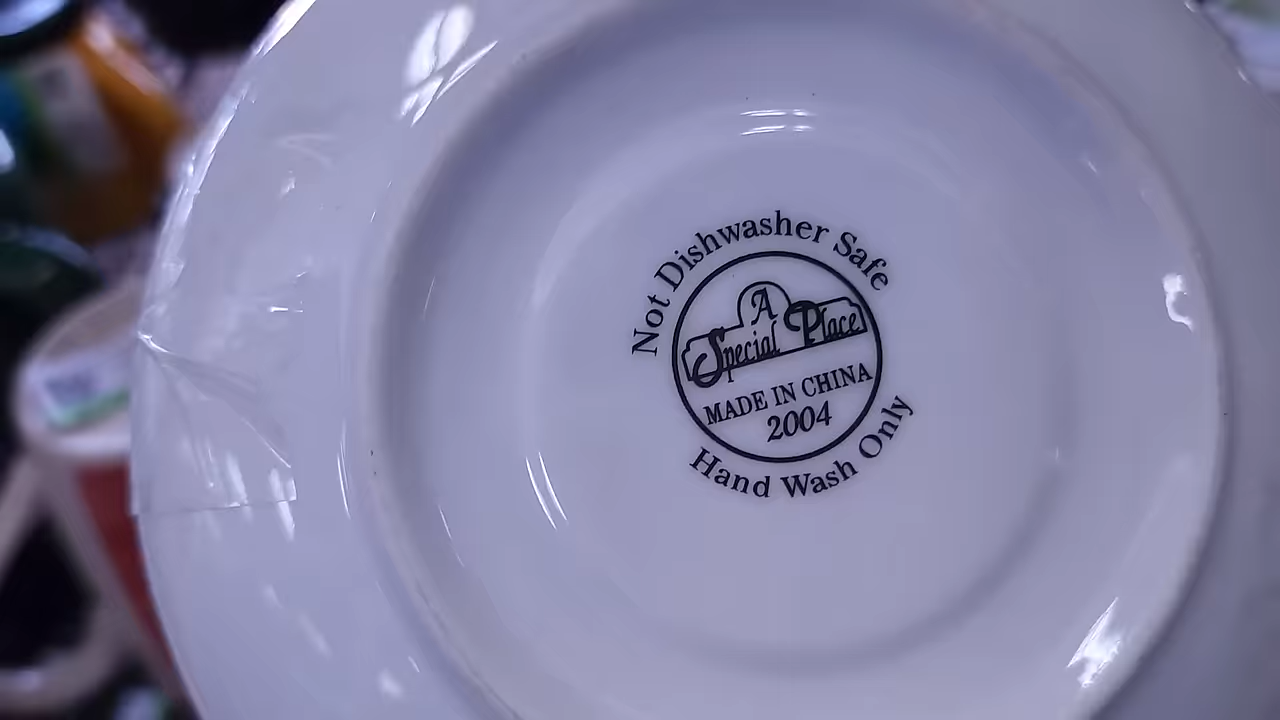 Not Dishwasher Safe
A
Special Place
MADE IN CHINA
2004
Hand Wash Only